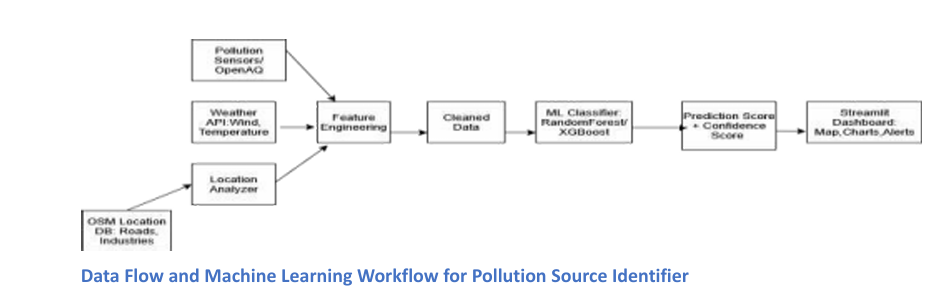 Pollution
Sensors/
OpenAQ
Weather
API:Wind,
Temperature
Location
Analyzer
OSM Location
DB: Roads,
Industries
Feature
Engineering
Cleaned
Data
ML Classifier:
RandomForest/
XGBoost
Prediction Score
+ Confidence
Score
Streamlit
Dashboard:
Map,Charts,Alerts
Data Flow and Machine Learning Workflow for Pollution Source Identifier